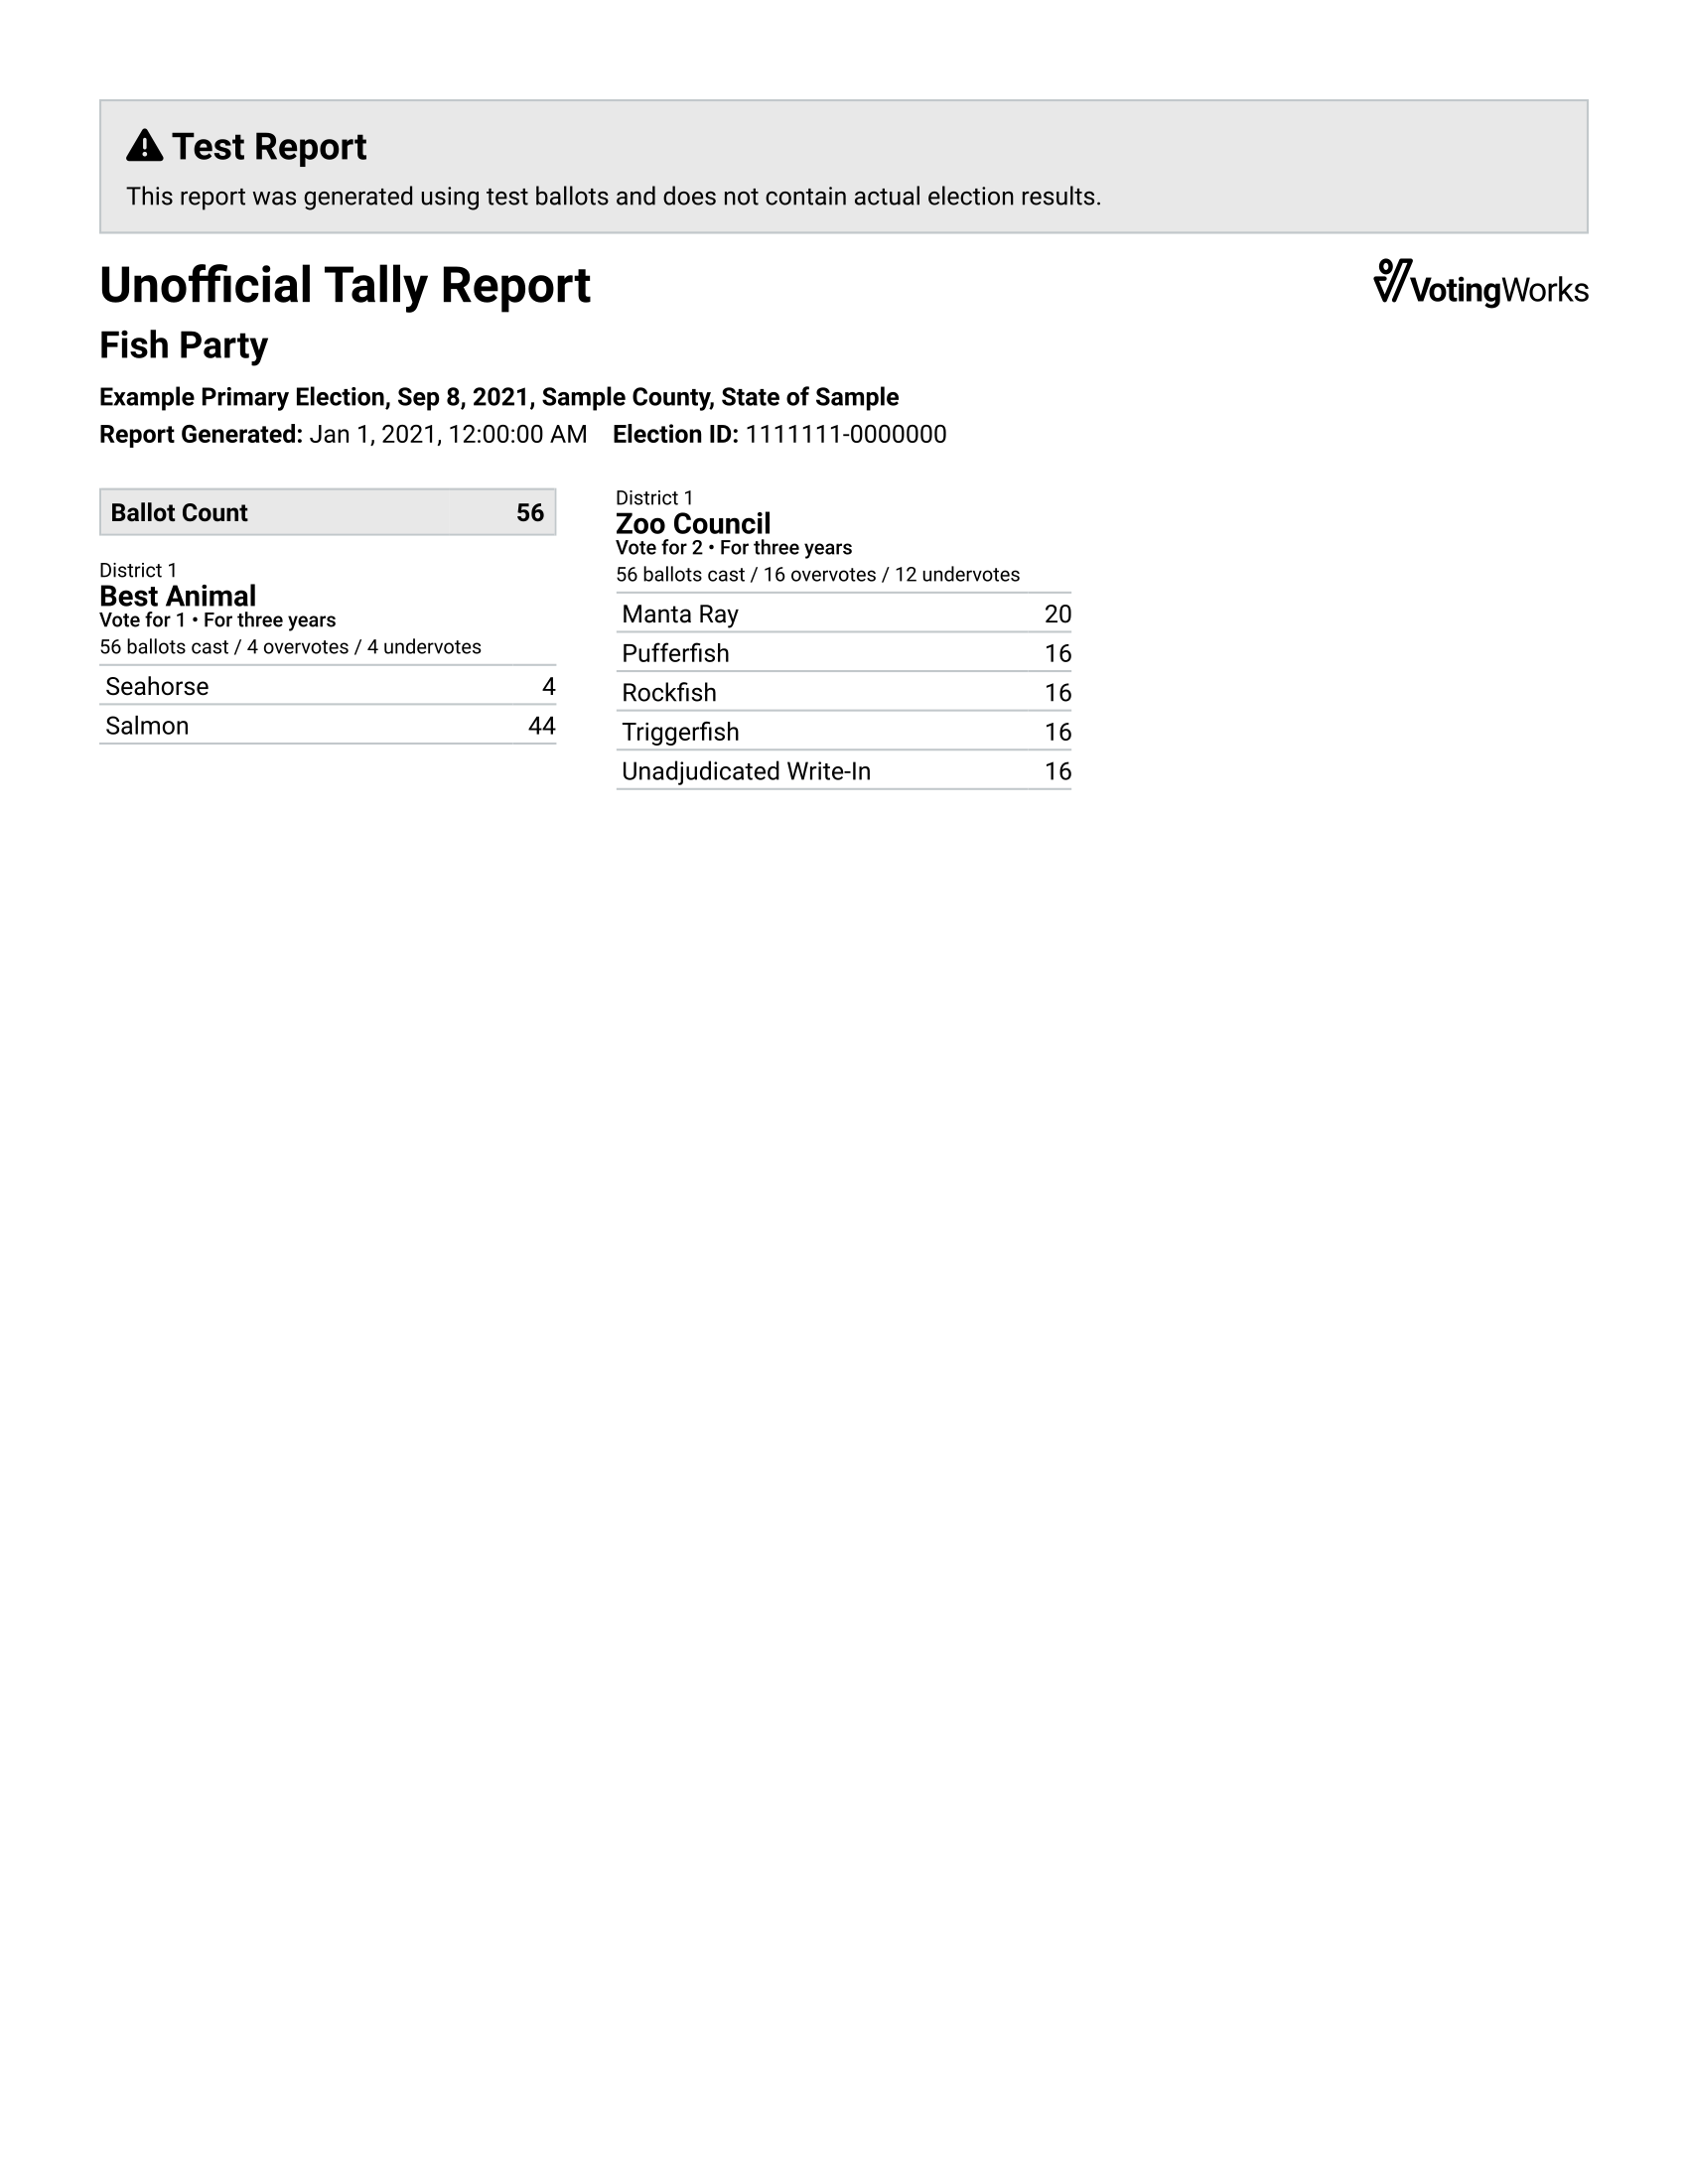 Test Report
This report was generated using test ballots and does not contain actual election results.
Unofficial Tally Report
VotingWorks
Fish Party
Example Primary Election, Sep 8, 2021, Sample County, State of Sample
Report Generated: Jan 1, 2021, 12:00:00 AM Election ID: 1111111-0000000
Ballot Count 56
District 1
Best Animal
Vote for 1 • For three years
56 ballots cast / 4 overvotes / 4 undervotes
Seahorse 4
Salmon 44
District 1
Zoo Council
Vote for 2 • For three years
56 ballots cast / 16 overvotes / 12 undervotes
Manta Ray 20
Pufferfish 16
Rockfish 16
Triggerfish 16
Unadjudicated Write-In 16